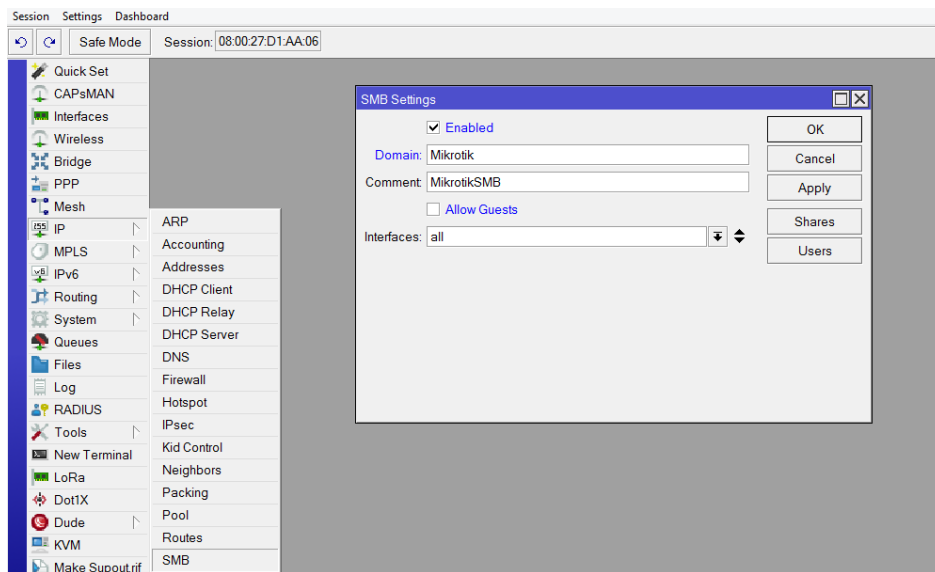 Session Settings Dashboard
Safe Mode Session: 08:00:27:D1:AA:06
Quick Set
CAPsMAN
Interfaces
Wireless
Bridge
PPP
Mesh
IP
MPLS
IPv6
Routing
System
Queues
Files
Log
RADIUS
Tools
New Terminal
LoRa
Dot1X
Dude
KVM
Make Supout.rif
ARP
Accounting
Addresses
DHCP Client
DHCP Relay
DHCP Server
DNS
Firewall
Hotspot
IPsec
Kid Control
Neighbors
Packing
Pool
Routes
SMB
SMB Settings
Enabled
Domain: Mikrotik
Comment: MikrotikSMB
Allow Guests
Interfaces: all
OK
Cancel
Apply
Shares
Users